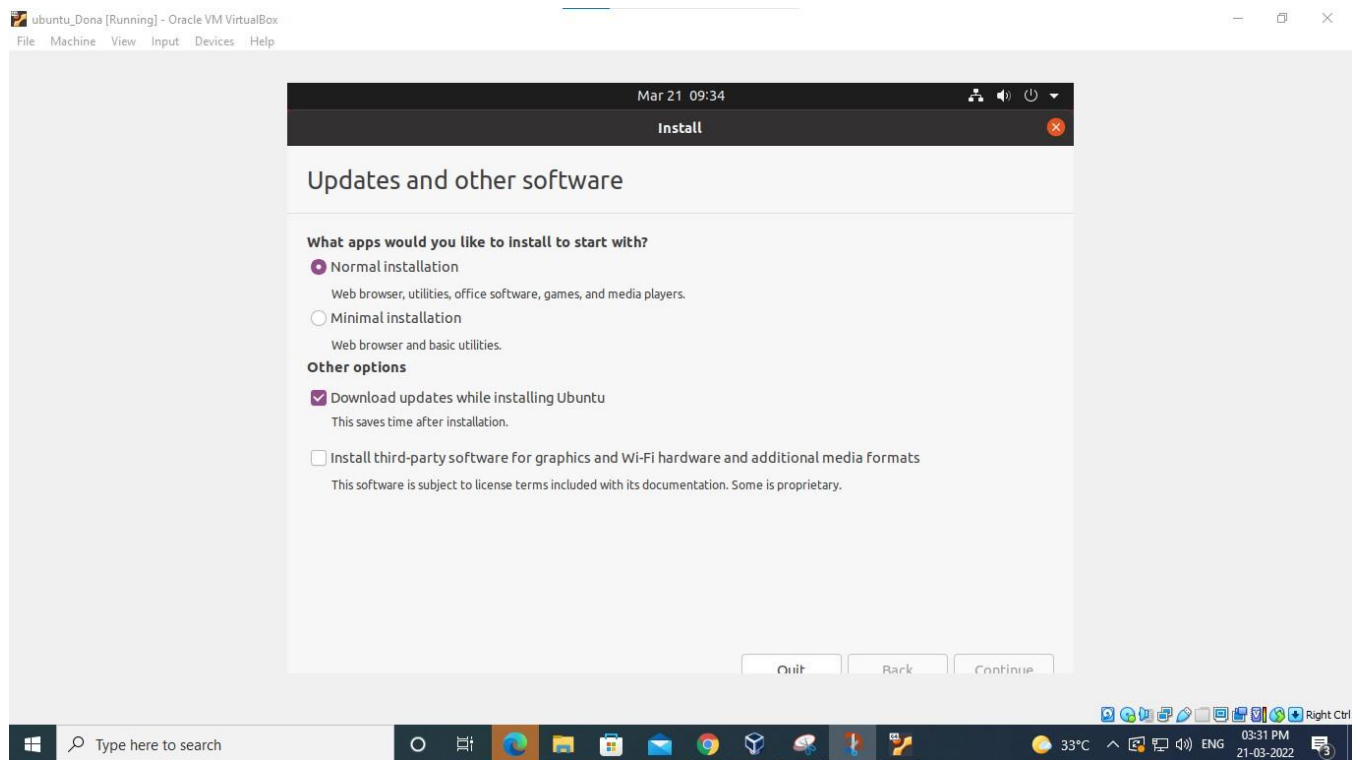 ubuntu_Dona [Running] - Oracle VM VirtualBox
File Machine View Input Devices Help
Mar 21 09:34
Install
Updates and other software
What apps would you like to install to start with?
Normal installation
Web browser, utilities, office software, games, and media players.
Minimal installation
Web browser and basic utilities.
Other options
Download updates while installing Ubuntu
This saves time after installation.
Install third-party software for graphics and Wi-Fi hardware and additional media formats
This software is subject to license terms included with its documentation. Some is proprietary.
Quit Back Continue
Right Ctrl
Type here to search
33°C ENG 03:31 PM
21-03-2022 3